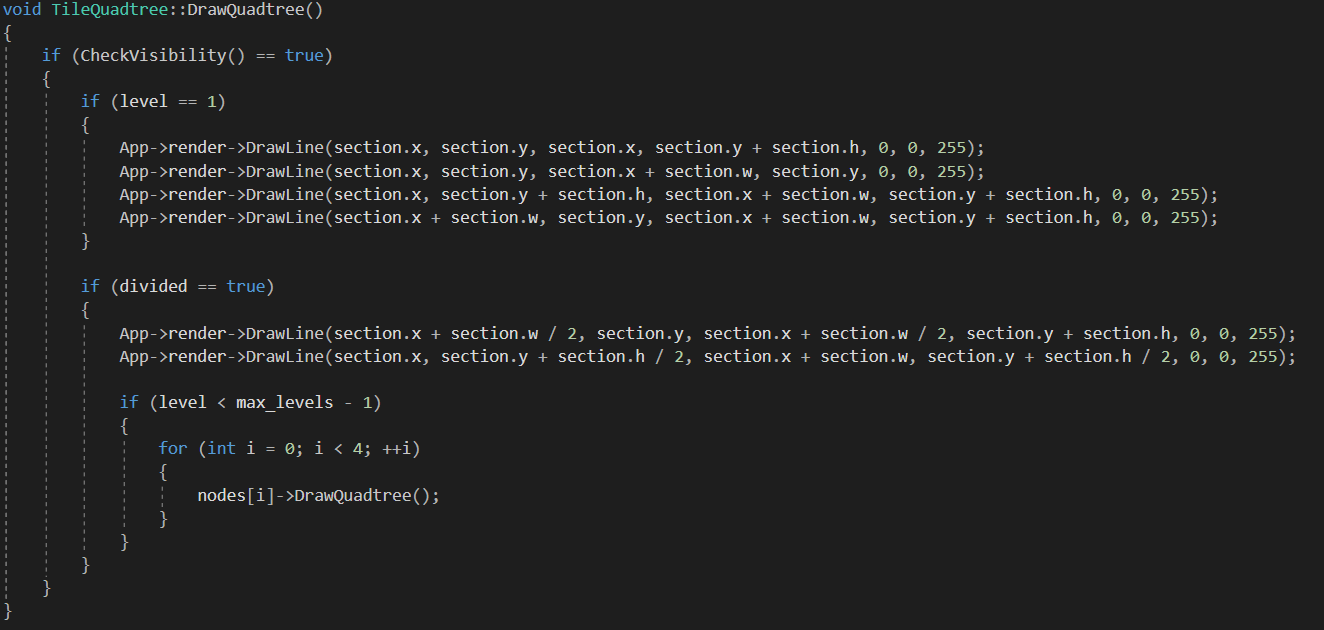 void TileQuadtree::DrawQuadtree()
{
    if (CheckVisibility() == true)
    {
        if (level == 1)
        {
            App->render->DrawLine(section.x, section.y, section.x, section.y + section.h, 0, 0, 255);
            App->render->DrawLine(section.x, section.y, section.x + section.w, section.y, 0, 0, 255);
            App->render->DrawLine(section.x, section.y + section.h, section.x + section.w, section.y + section.h, 0, 0, 255);
            App->render->DrawLine(section.x + section.w, section.y, section.x + section.w, section.y + section.h, 0, 0, 255);
        }

        if (divided == true)
        {
            App->render->DrawLine(section.x + section.w / 2, section.y, section.x + section.w / 2, section.y + section.h, 0, 0, 255);
            App->render->DrawLine(section.x, section.y + section.h / 2, section.x + section.w, section.y + section.h / 2, 0, 0, 255);

            if (level < max_levels - 1)
            {
                for (int i = 0; i < 4; ++i)
                {
                    nodes[i]->DrawQuadtree();
                }
            }
        }
    }
}